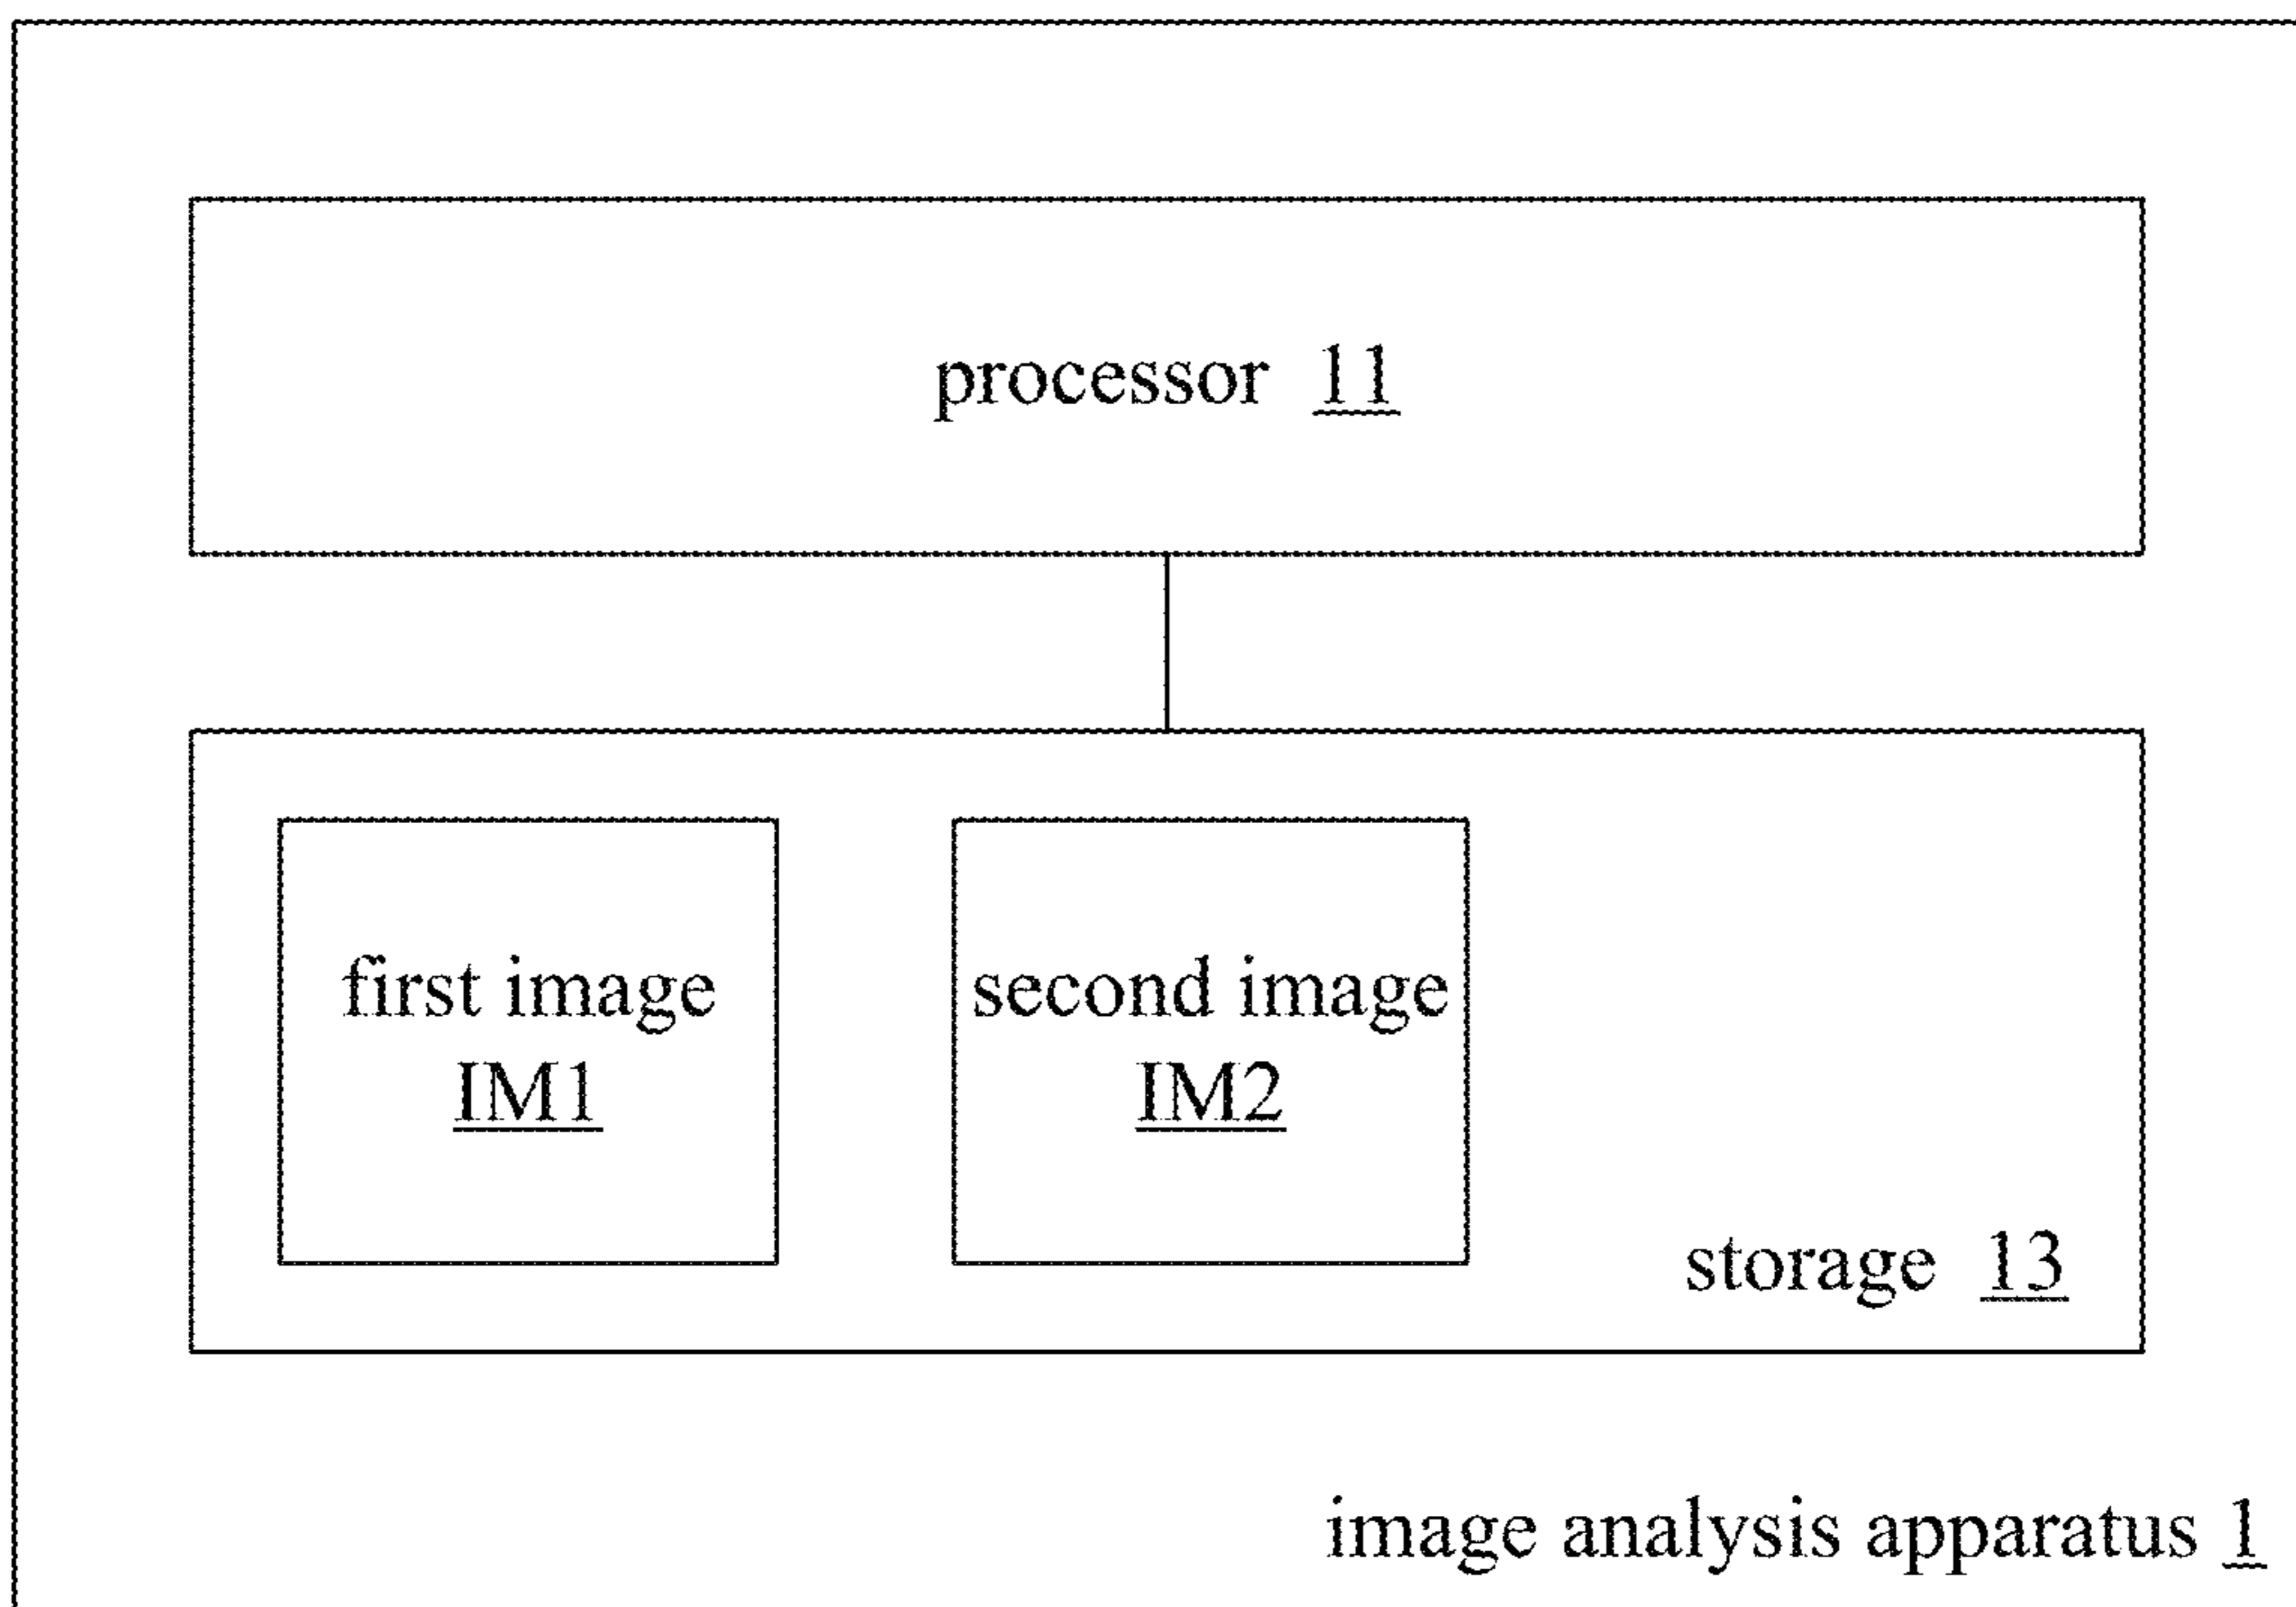 processor 11
first image
IM1
second image
IM2
storage 13
image analysis apparatus 1